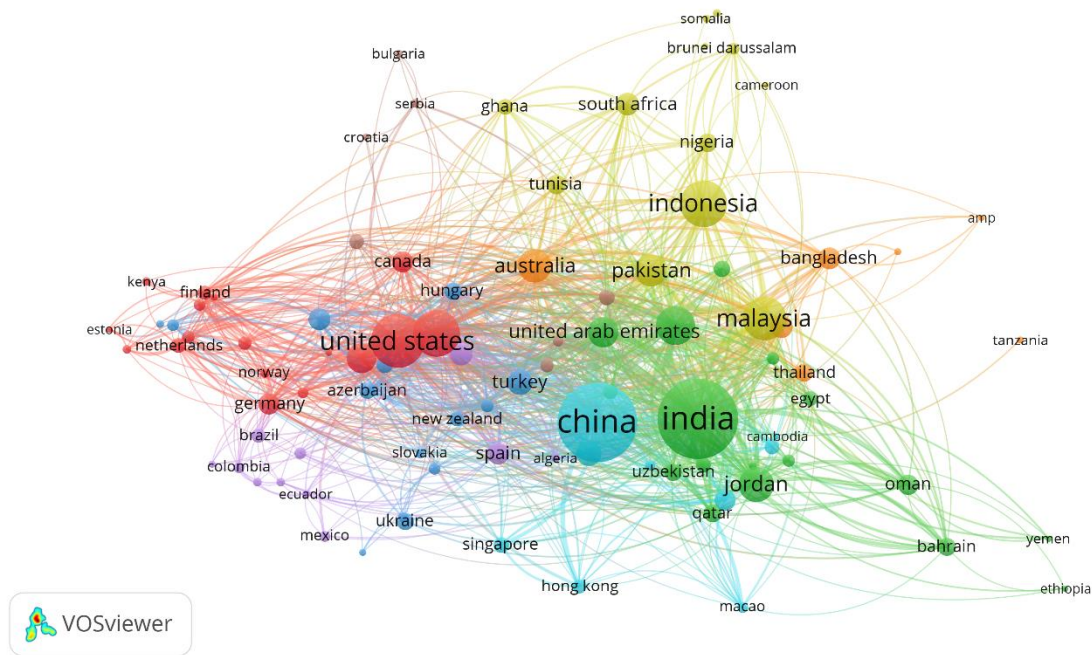 somalia
bulgaria
brunei darussalam
cameroon
serbia
ghana
south africa
croatia
nigeria
tunisia
indonesia
amp
canada
australia
pakistan
bangladesh
kenya
finland
hungary
estonia
netherlands
united states
united arab emirates
malaysia
tanzania
norway
azerbaijan
turkey
thailand
germany
egypt
brazil
new zealand
china
india
cambodia
colombia
slovakia
spain
algeria
uzbekistan
ecuador
jordan
oman
mexico
ukraine
qatar
singapore
bahrain
yemen
hong kong
macao
ethiopia
VOSviewer